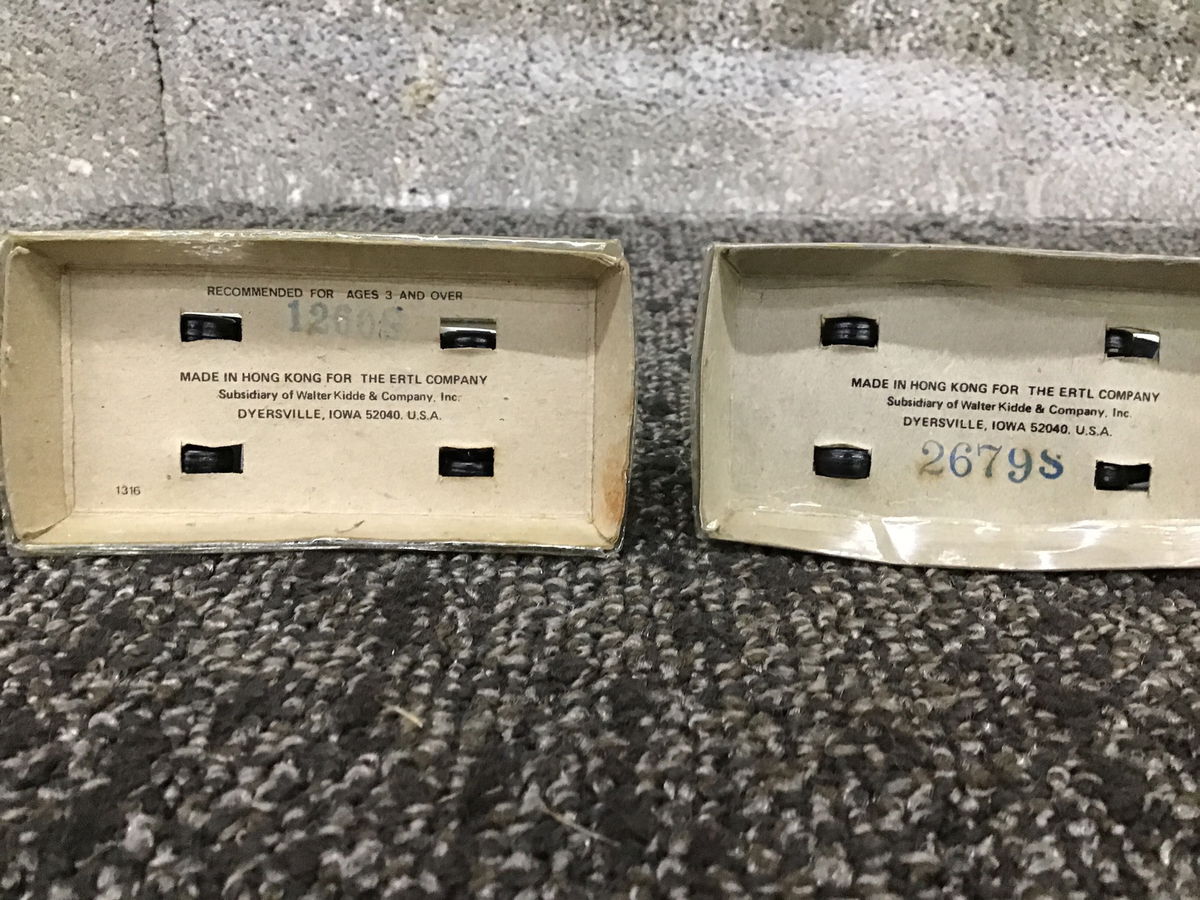 RECOMMENDED FOR AGES 3 AND OVER
MADE IN HONG KONG FOR THE ERTL COMPANY
Subsidiary of Walter Kidde & Company, Inc.
DYERSVILLE, IOWA 52040. U.S.A.
1316
MADE IN HONG KONG FOR THE ERTL COMPANY
Subsidiary of Walter Kidde & Company, Inc.
DYERSVILLE, IOWA 52040. U.S.A.
2679S